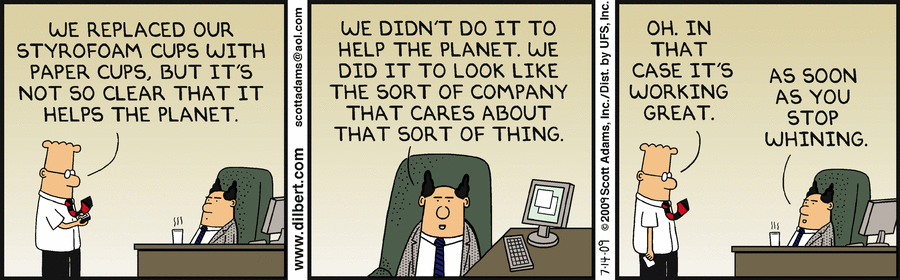 WE REPLACED OUR
STYROFOAM CUPS WITH
PAPER CUPS, BUT IT'S
NOT SO CLEAR THAT IT
HELPS THE PLANET.
www.dilbert.com
scottadams@aol.com
WE DIDN'T DO IT TO
HELP THE PLANET. WE
DID IT TO LOOK LIKE
THE SORT OF COMPANY
THAT CARES ABOUT
THAT SORT OF THING.
7-14-09 ©2009 Scott Adams, Inc./Dist. by UFS, Inc.
OH. IN
THAT
CASE IT'S
WORKING
GREAT.
AS SOON
AS YOU
STOP
WHINING.